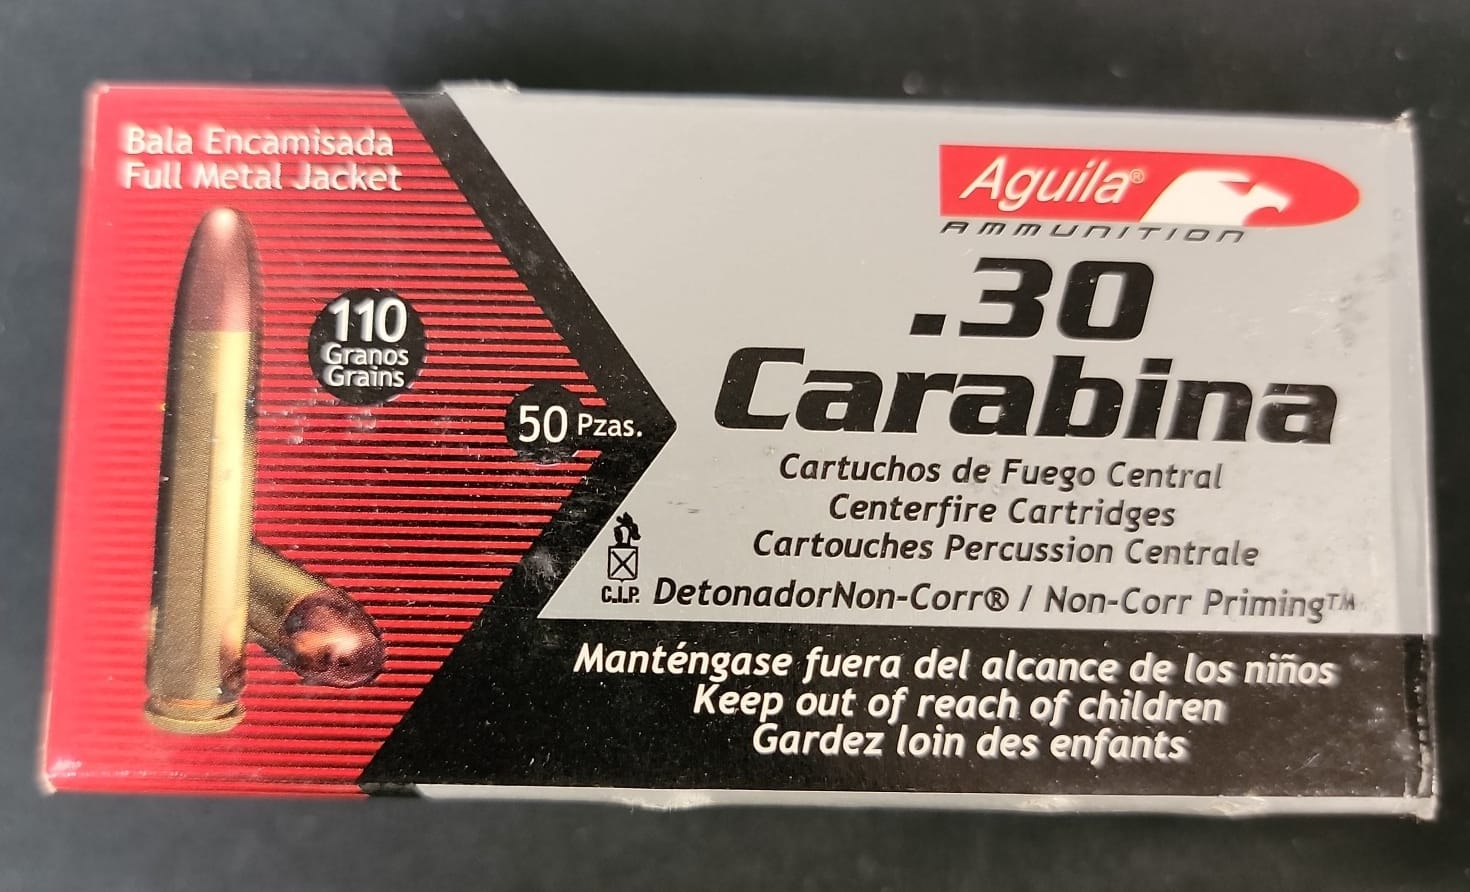 Bala Encamisada
Full Metal Jacket
110
Granos
Grains
50 Pzas.
Aguila®
AMMUNITION
.30
Carabina
Cartuchos de Fuego Central
Centerfire Cartridges
Cartouches Percussion Centrale
C.I.P.
DetonadorNon-Corr® / Non-Corr Priming™
Manténgase fuera del alcance de los niños
Keep out of reach of children
Gardez loin des enfants